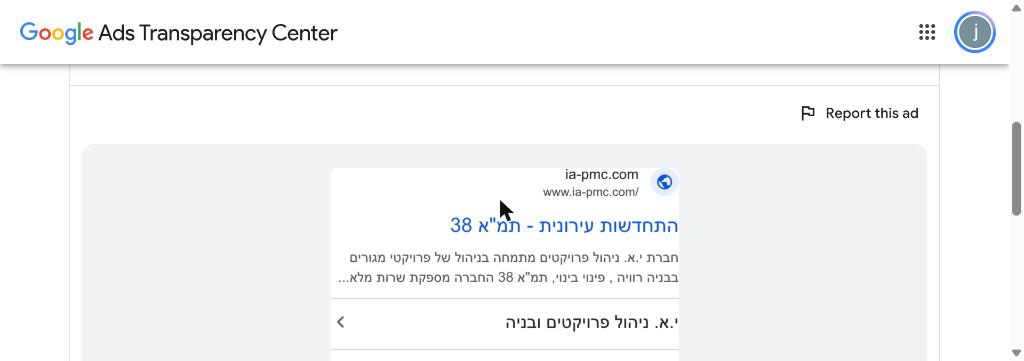 Google Ads Transparency Center
j
Report this ad
ia-pmc.com
www.ia-pmc.com/
התחדשות עירונית - תמ"א 38
חברת י.א. ניהול פרויקטים מתמחה בניהול של פרויקטי מגורים
בבניה רוויה , פינוי בינוי, תמ"א 38 החברה מספקת שרות מלא...
י.א. ניהול פרויקטים ובניה